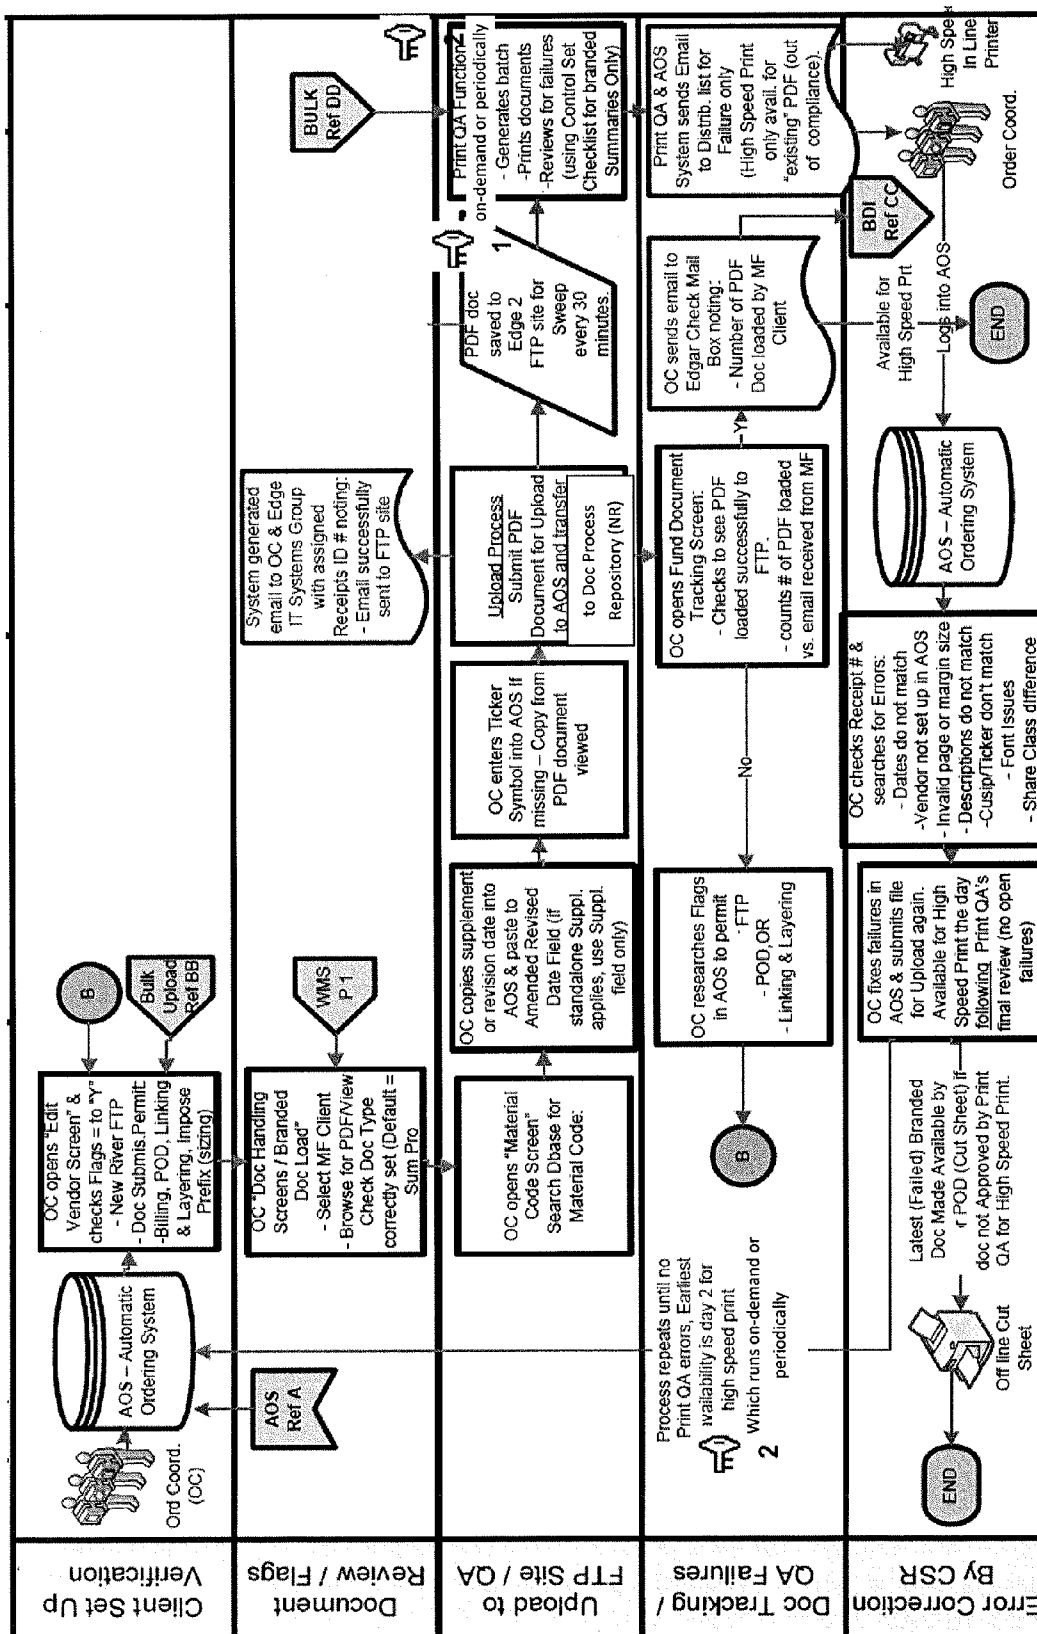 Client Set Up
Verification
Ord Coord.
(OC)
AOS – Automatic
Ordering System
OC opens "Edit
Vendor Screen" &
checks Flags = to "Y"
- New River FTP
- Doc Submis.Permit:
-Billing, POD, Linking
& Layering, Impose
Prefix (sizing)
B
Bulk
Upload
Ref BB
Document
Review / Flags
AOS
Ref A
OC "Doc Handling
Screens / Branded
Doc Load"
- Select MF Client
- Browse for PDF/View
Check Doc Type
correctly set (Default =
Sum Pro
WMS
P 1
System generated
email to OC & Edge
IT Systems Group
with assigned
Receipts ID # noting:
- Email successfully
sent to FTP site
BULK
Ref DD
Upload to
FTP Site / QA
OC opens "Material
Code Screen"
Search Dbase for
Material Code:
OC copies supplement
or revision date into
AOS & paste to
Amended Revised
Date Field (if
standalone Suppl.
applies, use Suppl.
field only)
OC enters Ticker
Symbol into AOS If
missing – Copy from
PDF document
viewed
Upload Process
Submit PDF
Document for Upload
to AOS and transfer
to Doc Process
Repository (NR)
PDF doc
saved to
Edge 2
FTP site for
Sweep
every 30
minutes.
1
2
Print QA Function
on-demand or periodically
- Generates batch
-Prints documents
-Reviews for failures
(using Control Set
Checklist for branded
Summaries Only)
Doc Tracking /
QA Failures
Process repeats until no
Print QA errors, Earliest
vailability is day 2 for
high speed print
Which runs on-demand or
periodically
2
B
OC researches Flags
in AOS to permit
- FTP
- POD,OR
- Linking & Layering
No
OC opens Fund Document
Tracking Screen:
- Checks to see PDF
loaded successfully to
FTP.
- counts # of PDF loaded
vs. email received from MF
Y
OC sends email to
Edgar Check Mail
Box noting:
- Number of PDF
Doc loaded by MF
Client
Print QA & AOS
System sends Email
to Distrib. list for
Failure only
(High Speed Print
only avail. for
"existing" PDF (out
of compliance).
Error Correction
By CSR
END
Off line Cut
Sheet
Latest (Failed) Branded
Doc Made Available by
r POD (Cut Sheet) if
doc not Approved by Print
QA for High Speed Print.
OC fixes failures in
AOS & submits file
for Upload again.
Available for High
Speed Print the day
following Print QA's
final review (no open
failures)
OC checks Receipt # &
searches for Errors:
- Dates do not match
-Vendor not set up in AOS
- Invalid page or margin size
- Descriptions do not match
-Cusip/Ticker don't match
- Font Issues
- Share Class difference
AOS – Automatic
Ordering System
Logs into AOS
Available for
High Speed Prt
END
BDI
Ref CC
Order Coord.
High Spee
In Line
Printer